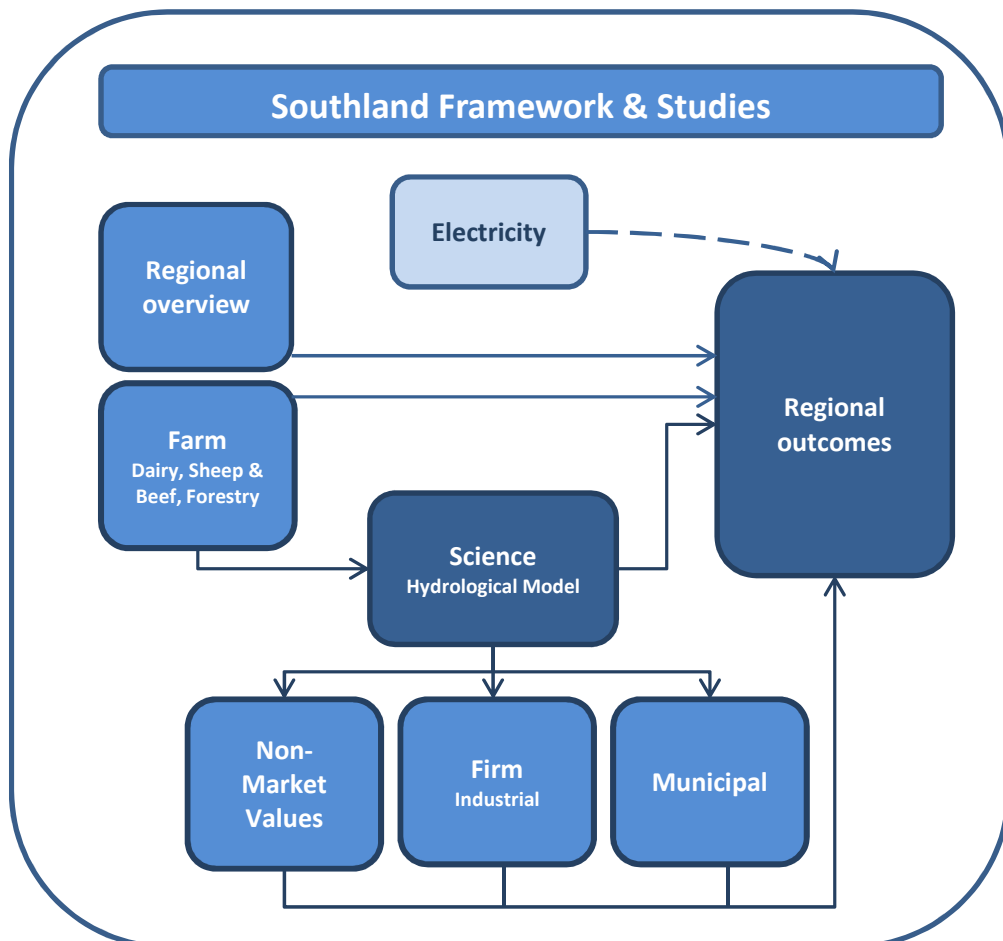 Southland Framework & Studies
Electricity
Regional
overview
Regional
outcomes
Farm
Dairy, Sheep &
Beef, Forestry
Science
Hydrological Model
Non-
Market
Values
Firm
Industrial
Municipal